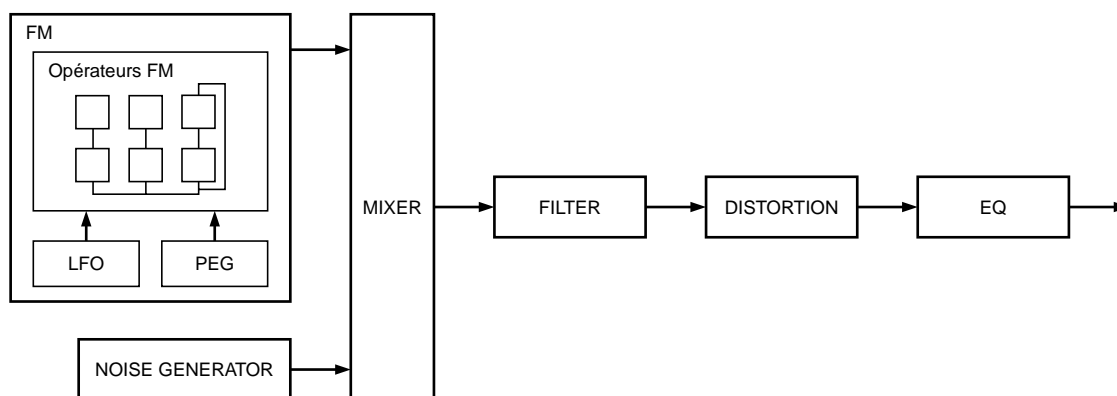 FM
Opérateurs FM
LFO
PEG
NOISE GENERATOR
MIXER
FILTER
DISTORTION
EQ